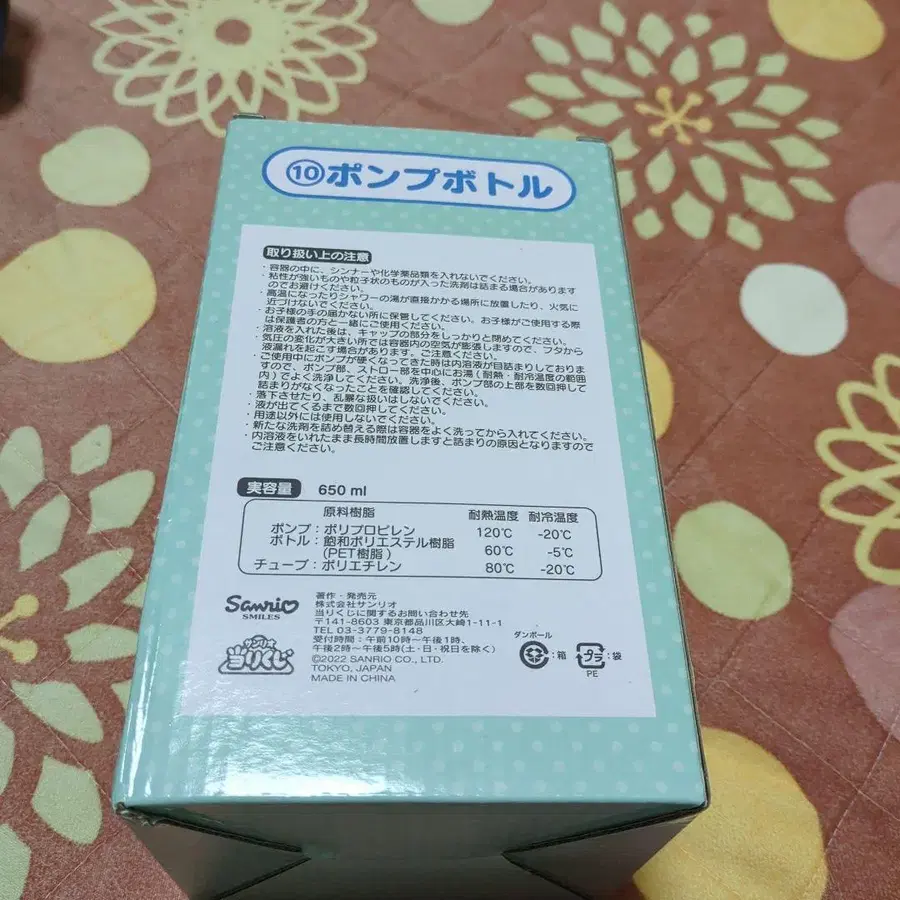 ⑩ポンプボトル
取り扱い上の注意
・容器の中に、シンナーや化学薬品類を入れないでください。
・粘性が強いものや粒子状のものが入った洗剤は詰まる場合があります
のでお避けください。
・高温になったりシャワーの湯が直接かかる場所に放置したり、火気に
近づけないでください。
・お子様の手の届かない所に保管してください。お子様がご使用する際
は保護者の方と一緒にご使用ください。
・溶液を入れた後は、キャップの部分をしっかりと閉めてください。
・気圧の変化が大きい所では容器内の空気が膨張しますので、フタから
液漏れを起こす場合があります。ご注意ください。
・ご使用中にポンプが硬くなってきた時は内溶液が目詰まりしております
ので、ポンプ部、ストロー部を中心にお湯(耐熱・耐冷温度の範囲
内)でよく洗浄してください。洗浄後、ポンプ部の上部を数回押して
詰まりがなくなったことを確認してください。
・落下させたり、乱暴な扱いはしないでください。
・液が出てくるまで数回押してください。
・用途以外には使用しないでください。
・新たな洗剤を詰め替える際は容器をよく洗ってから入れてください。
・内溶液をいれたまま長時間放置しますと詰まりの原因となりますので
ご注意ください。
実容量 650 ml
原料樹脂 耐熱温度 耐冷温度
ポンプ:ポリプロピレン 120℃ -20℃
ボトル:飽和ポリエステル樹脂 60℃ -5℃
(PET樹脂)
チューブ:ポリエチレン 80℃ -20℃
Sanrio
SMILES
サンリオ
当りくじ
著作・発売元
株式会社サンリオ
当りくじに関するお問い合わせ先
〒141-8603 東京都品川区大崎1-11-1
TEL 03-3779-8148
受付時間:午前10時〜午後1時、
午後2時〜午後5時(土・日・祝日を除く)
©2022 SANRIO CO., LTD.
TOKYO, JAPAN
MADE IN CHINA
ダンボール
:箱
プラ:袋
PE